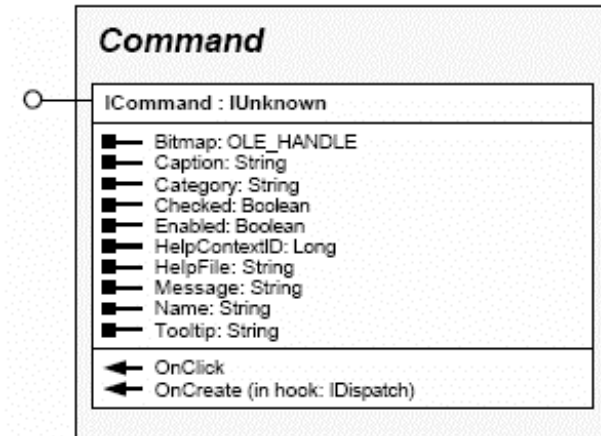 Command
ICommand : IUnknown
Bitmap: OLE_HANDLE
Caption: String
Category: String
Checked: Boolean
Enabled: Boolean
HelpContextID: Long
HelpFile: String
Message: String
Name: String
Tooltip: String
OnClick
OnCreate (in hook: IDispatch)